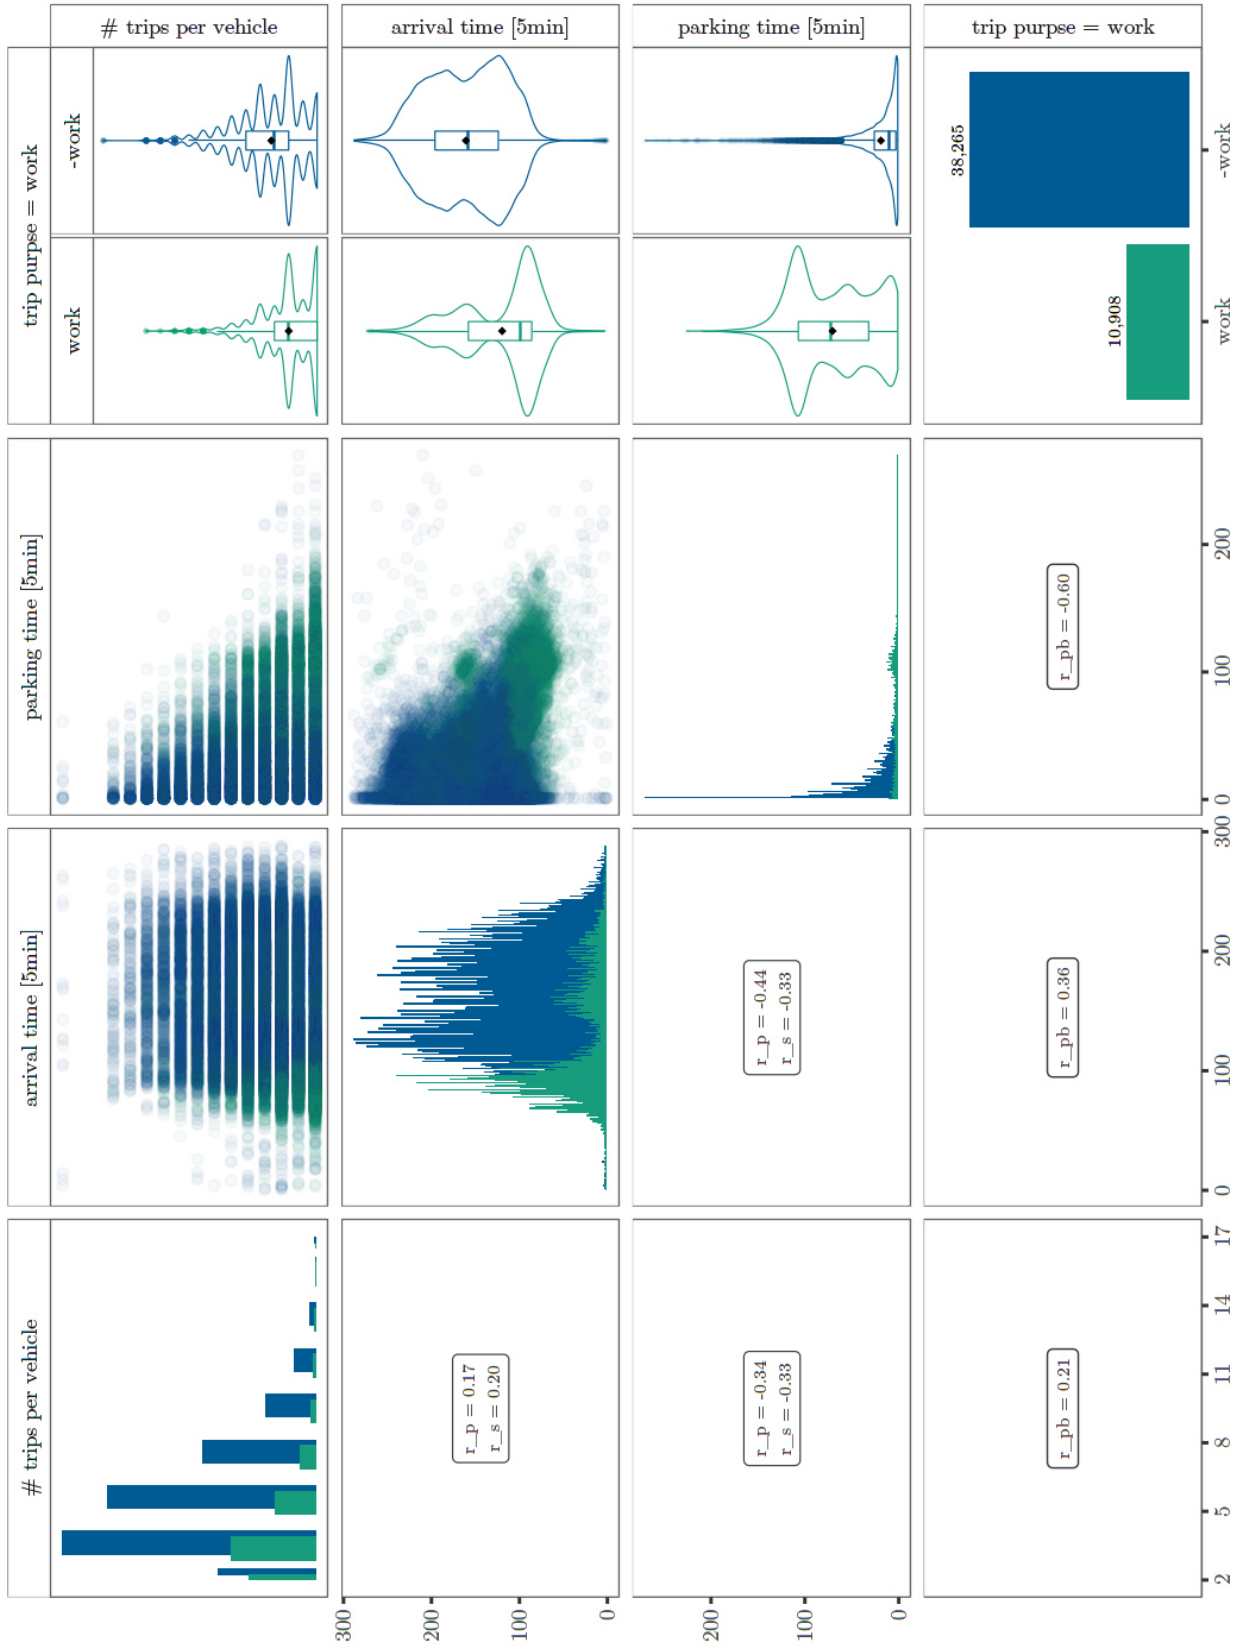 # trips per vehicle
arrival time [5min]
parking time [5min]
trip purpse = work
work
-work
# trips per vehicle
arrival time [5min]
parking time [5min]
trip purpse = work
300
200
100
0
r_p = 0.17
r_s = 0.20
200
100
0
r_p = -0.34
r_s = -0.33
r_p = -0.44
r_s = -0.33
r_pb = 0.21
r_pb = 0.36
r_pb = -0.60
10,908
38,265
2
5
8
11
14
17
0
100
200
300
0
100
200
work
-work